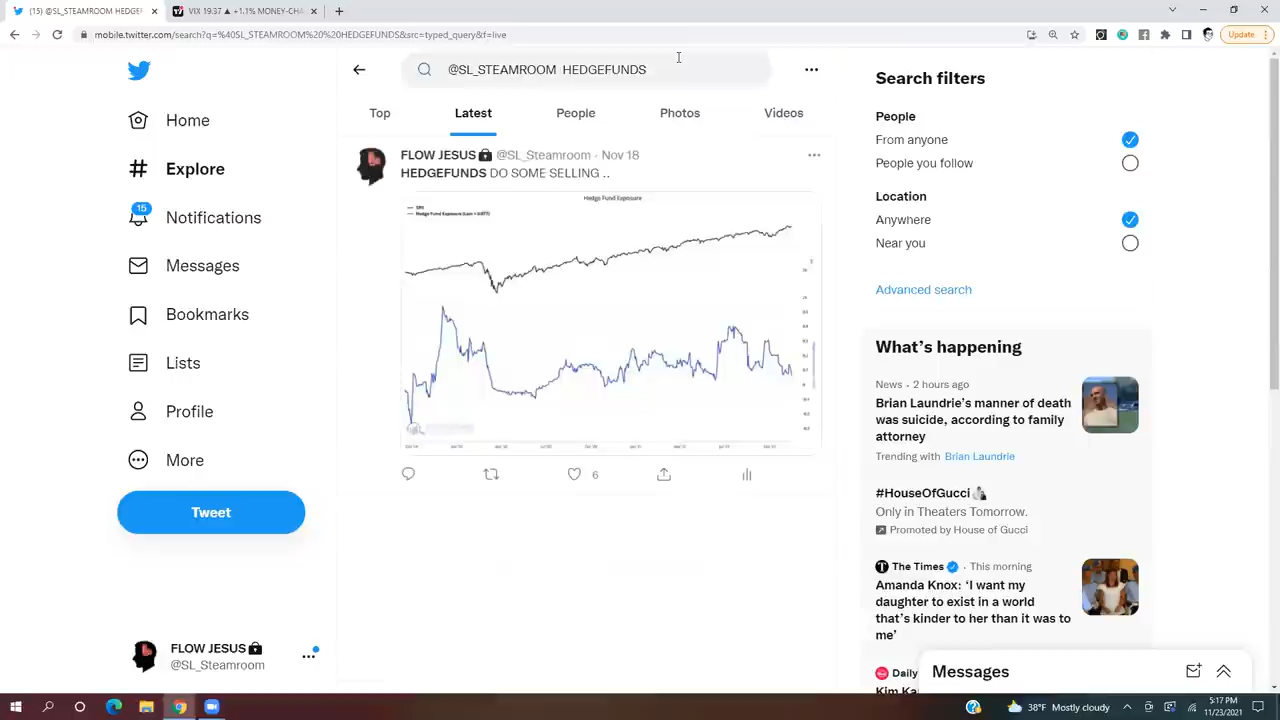 (15) @SL_STEAMROOM HEDGEF
VIX 19.37 ▲ +1.1% MONEY-CHA
mobile.twitter.com/search?q=%40SL_STEAMROOM%20%20HEDGEFUNDS&src=typed_query&f=live
Update
@SL_STEAMROOM HEDGEFUNDS
Top
Latest
People
Photos
Videos
Home
Explore
15
Notifications
Messages
Bookmarks
Lists
Profile
More
Tweet
FLOW JESUS
@SL_Steamroom
FLOW JESUS @SL_Steamroom · Nov 18
HEDGEFUNDS DO SOME SELLING ..
Hedge Fund Exposure
SPX
6
Search filters
People
From anyone
People you follow
Location
Anywhere
Near you
Advanced search
What's happening
News · 2 hours ago
Brian Laundrie's manner of death
was suicide, according to family
attorney
Trending with Brian Laundrie
#HouseOfGucci
Only in Theaters Tomorrow.
Promoted by House of Gucci
The Times · This morning
Amanda Knox: 'I want my
daughter to exist in a world
that's kinder to her than it was to
me'
Daily
Kim Ka
Messages
38°F Mostly cloudy
5:17 PM
11/23/2021